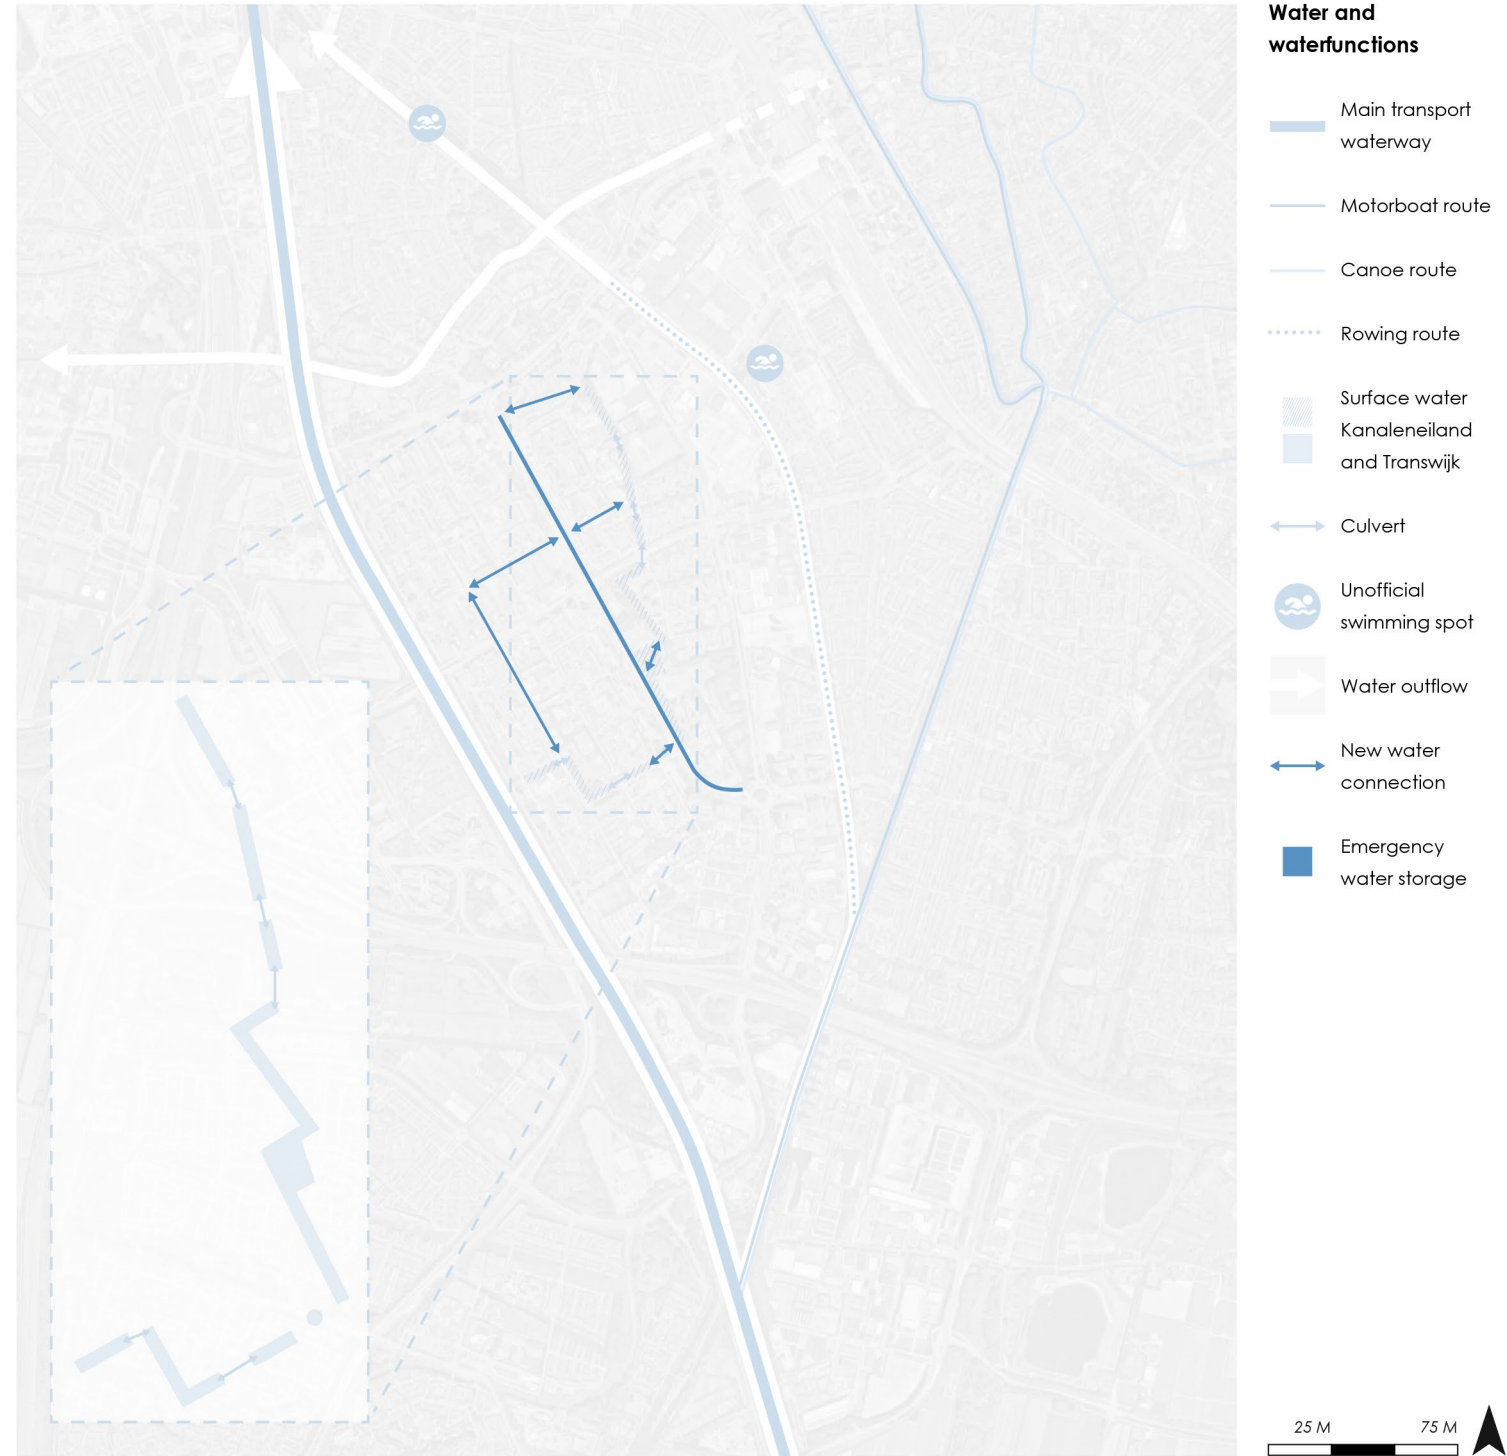 Water and
waterfunctions
Main transport
waterway
Motorboat route
Canoe route
Rowing route
Surface water
Kanaleneiland
and Transwijk
Culvert
Unofficial
swimming spot
Water outflow
New water
connection
Emergency
water storage
25 M 75 M